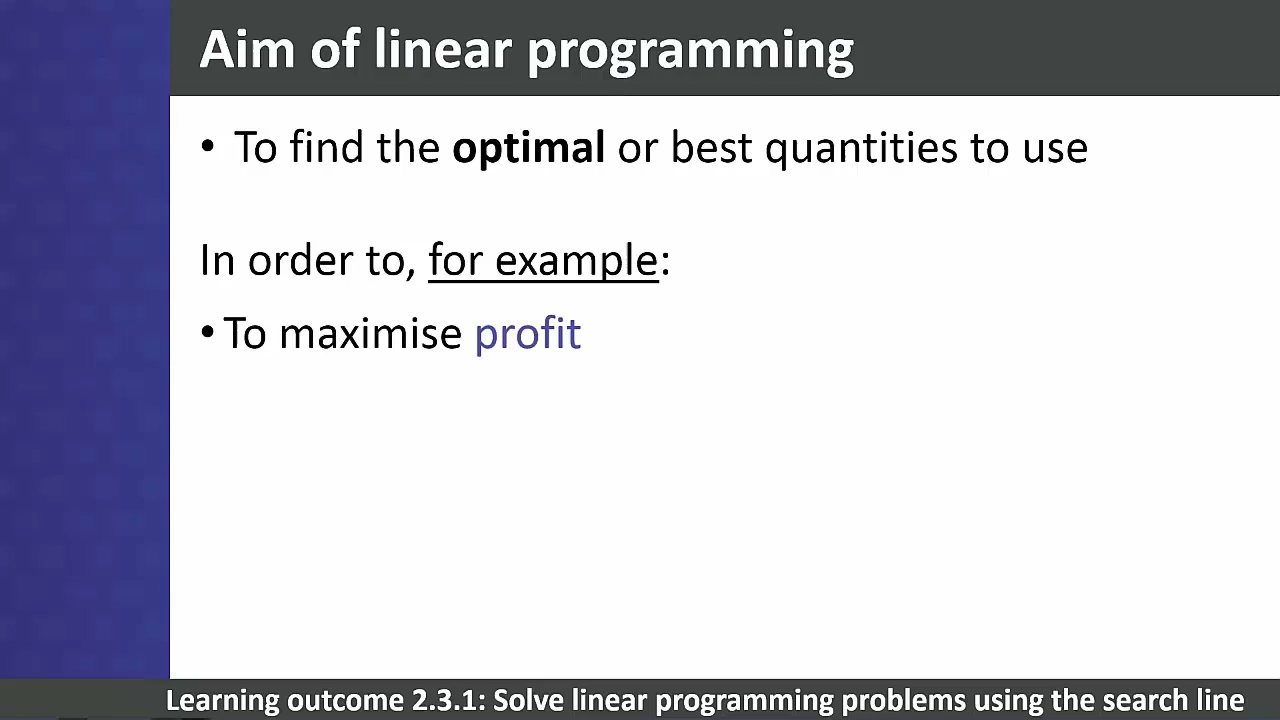 Aim of linear programming
• To find the optimal or best quantities to use
In order to, for example:
• To maximise profit
Learning outcome 2.3.1: Solve linear programming problems using the search line